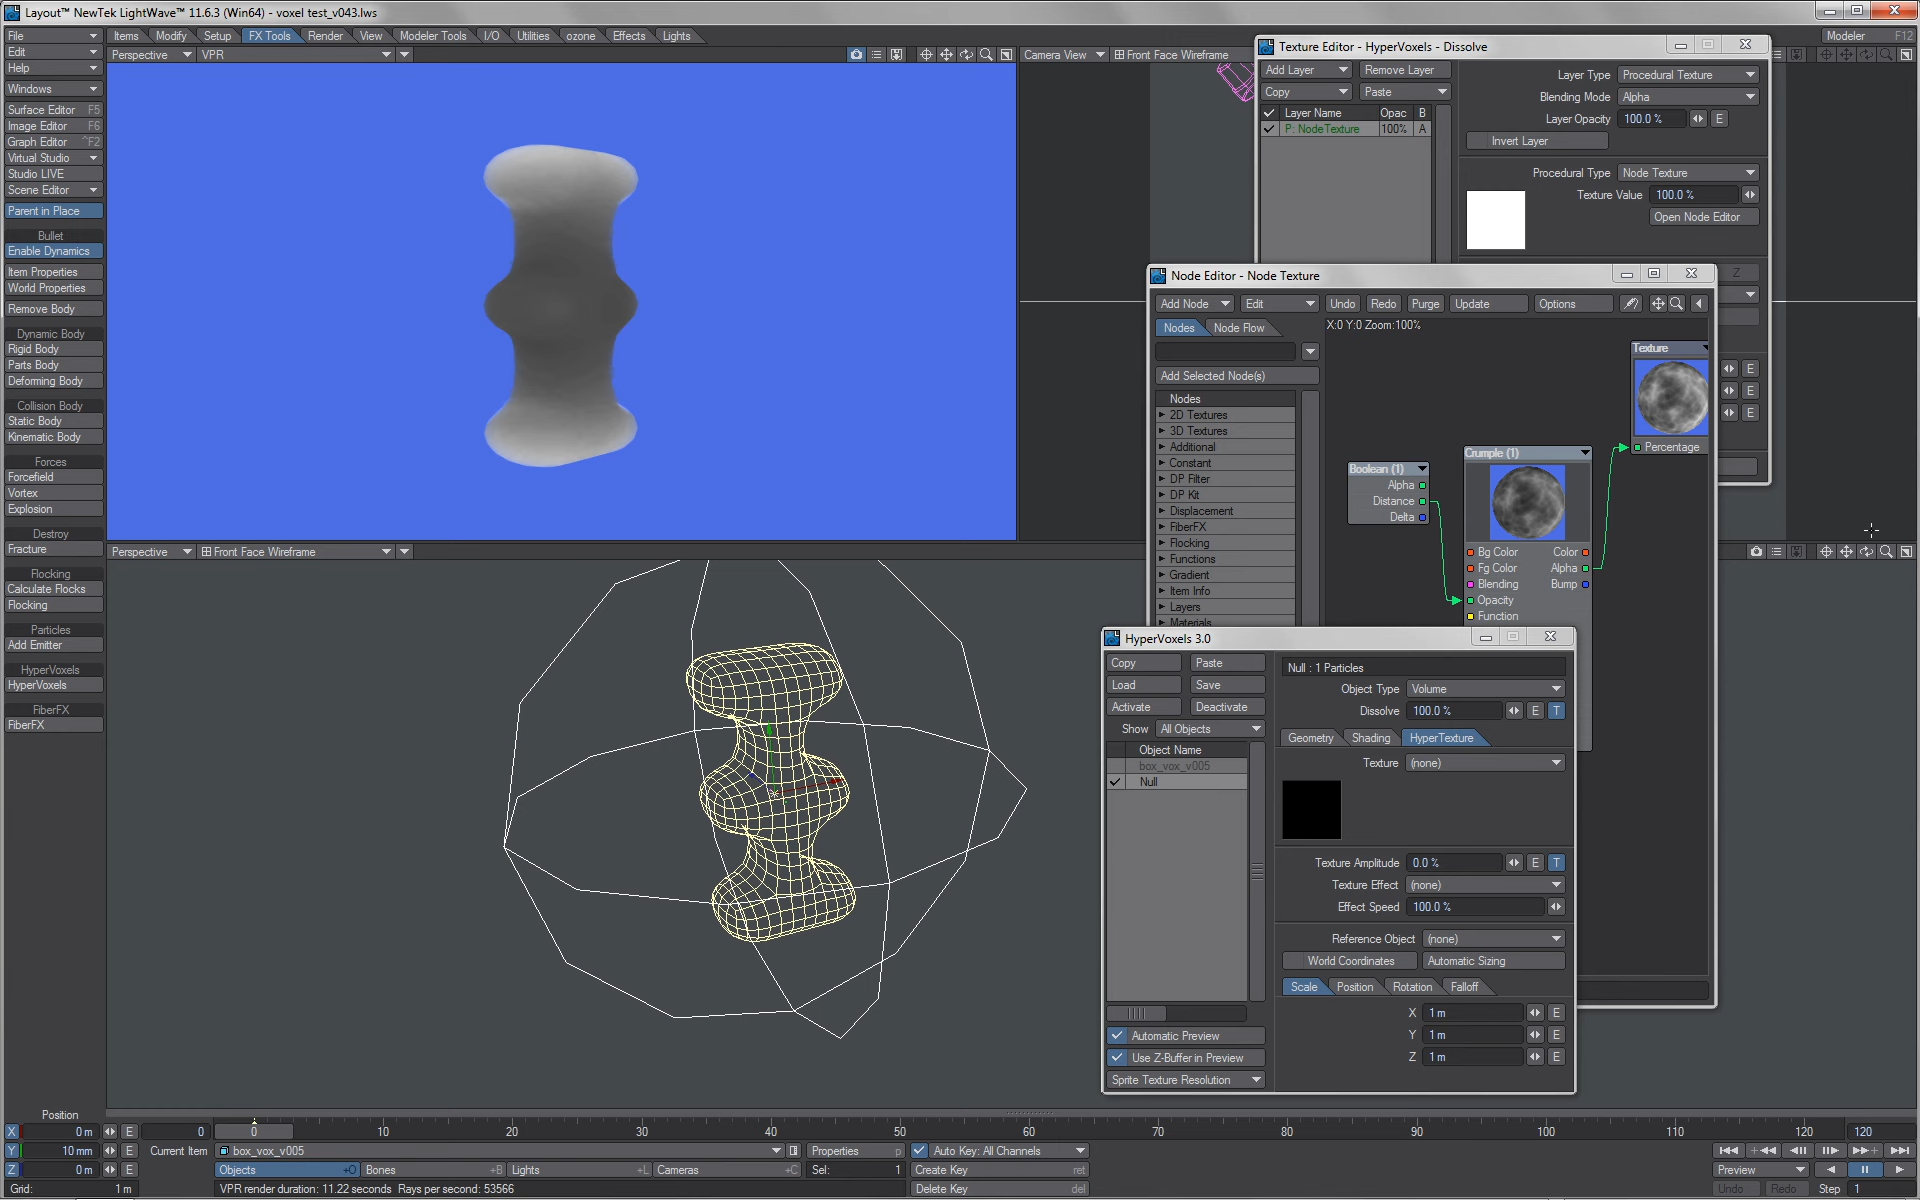 Layout™ NewTek LightWave™ 11.6.3 (Win64) - voxel test_v043.lws
File
Items Modify Setup FX Tools Render View Modeler Tools I/O Utilities ozone Effects Lights
Modeler F12
Edit
Help
Windows
Surface Editor F5
Image Editor F6
Graph Editor ^F2
Virtual Studio
Studio LIVE
Scene Editor
Parent in Place
Bullet
Enable Dynamics
Item Properties
World Properties
Remove Body
Dynamic Body
Rigid Body
Parts Body
Deforming Body
Collision Body
Static Body
Kinematic Body
Forces
Forcefield
Vortex
Explosion
Destroy
Fracture
Flocking
Calculate Flocks
Flocking
Particles
Add Emitter
HyperVoxels
HyperVoxels
FiberFX
FiberFX
Perspective VPR
Camera View Front Face Wireframe
Perspective Front Face Wireframe
Texture Editor - HyperVoxels - Dissolve
Add Layer Remove Layer
Copy Paste
Layer Name Opac B
P: NodeTexture 100% A
Layer Type Procedural Texture
Blending Mode Alpha
Layer Opacity 100.0 % E
Invert Layer
Procedural Type Node Texture
Texture Value 100.0 %
Open Node Editor
Z
E
E
E
Node Editor - Node Texture
Add Node Edit Undo Redo Purge Update Options
Nodes Node Flow
X:0 Y:0 Zoom:100%
Add Selected Node(s)
Nodes
2D Textures
3D Textures
Additional
Constant
DP Filter
DP Kit
Displacement
FiberFX
Flocking
Functions
Gradient
Item Info
Layers
Materials
Boolean (1)
Alpha
Distance
Delta
Crumple (1)
Bg Color Color
Fg Color Alpha
Blending Bump
Opacity
Function
Texture
Percentage
HyperVoxels 3.0
Copy Paste
Load Save
Activate Deactivate
Show All Objects
Object Name
box_vox_v005
Null
Automatic Preview
Use Z-Buffer in Preview
Sprite Texture Resolution
Null : 1 Particles
Object Type Volume
Dissolve 100.0 % E T
Geometry Shading HyperTexture
Texture (none)
Texture Amplitude 0.0 % E T
Texture Effect (none)
Effect Speed 100.0 %
Reference Object (none)
World Coordinates Automatic Sizing
Scale Position Rotation Falloff
X 1 m E
Y 1 m E
Z 1 m E
Position
X 0 m E 0 0 10 20 30 40 50 60 70 80 90 100 110 120 120
Y 10 mm E Current Item box_vox_v005 Properties p Auto Key: All Channels
Z 0 m E Objects +O Bones +B Lights +L Cameras +C Sel: 1 Create Key ret Preview
Grid: 1 m VPR render duration: 11.22 seconds Rays per second: 53566 Delete Key del Undo Redo Step 1